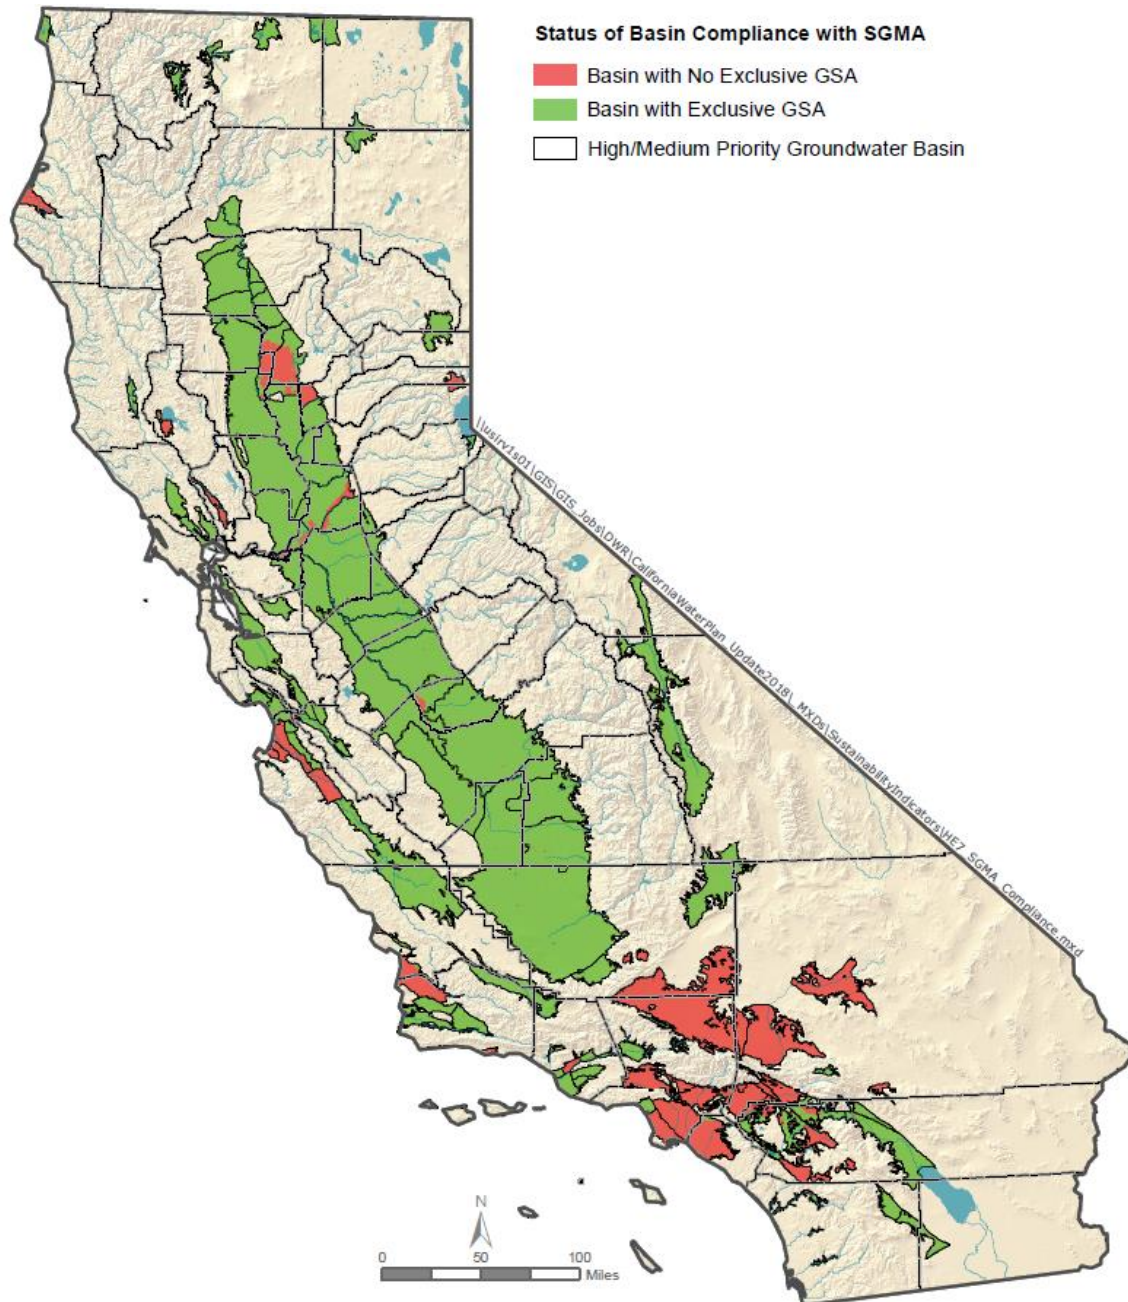 Status of Basin Compliance with SGMA
Basin with No Exclusive GSA
Basin with Exclusive GSA
High/Medium Priority Groundwater Basin
\\usirv1s01\GIS\GIS_Jobs\DWR\CaliforniaWaterPlan_Update2018\_MXDs\SustainabilityIndicators\HE7_SGMA_Compliance.mxd
N
0 50 100
Miles